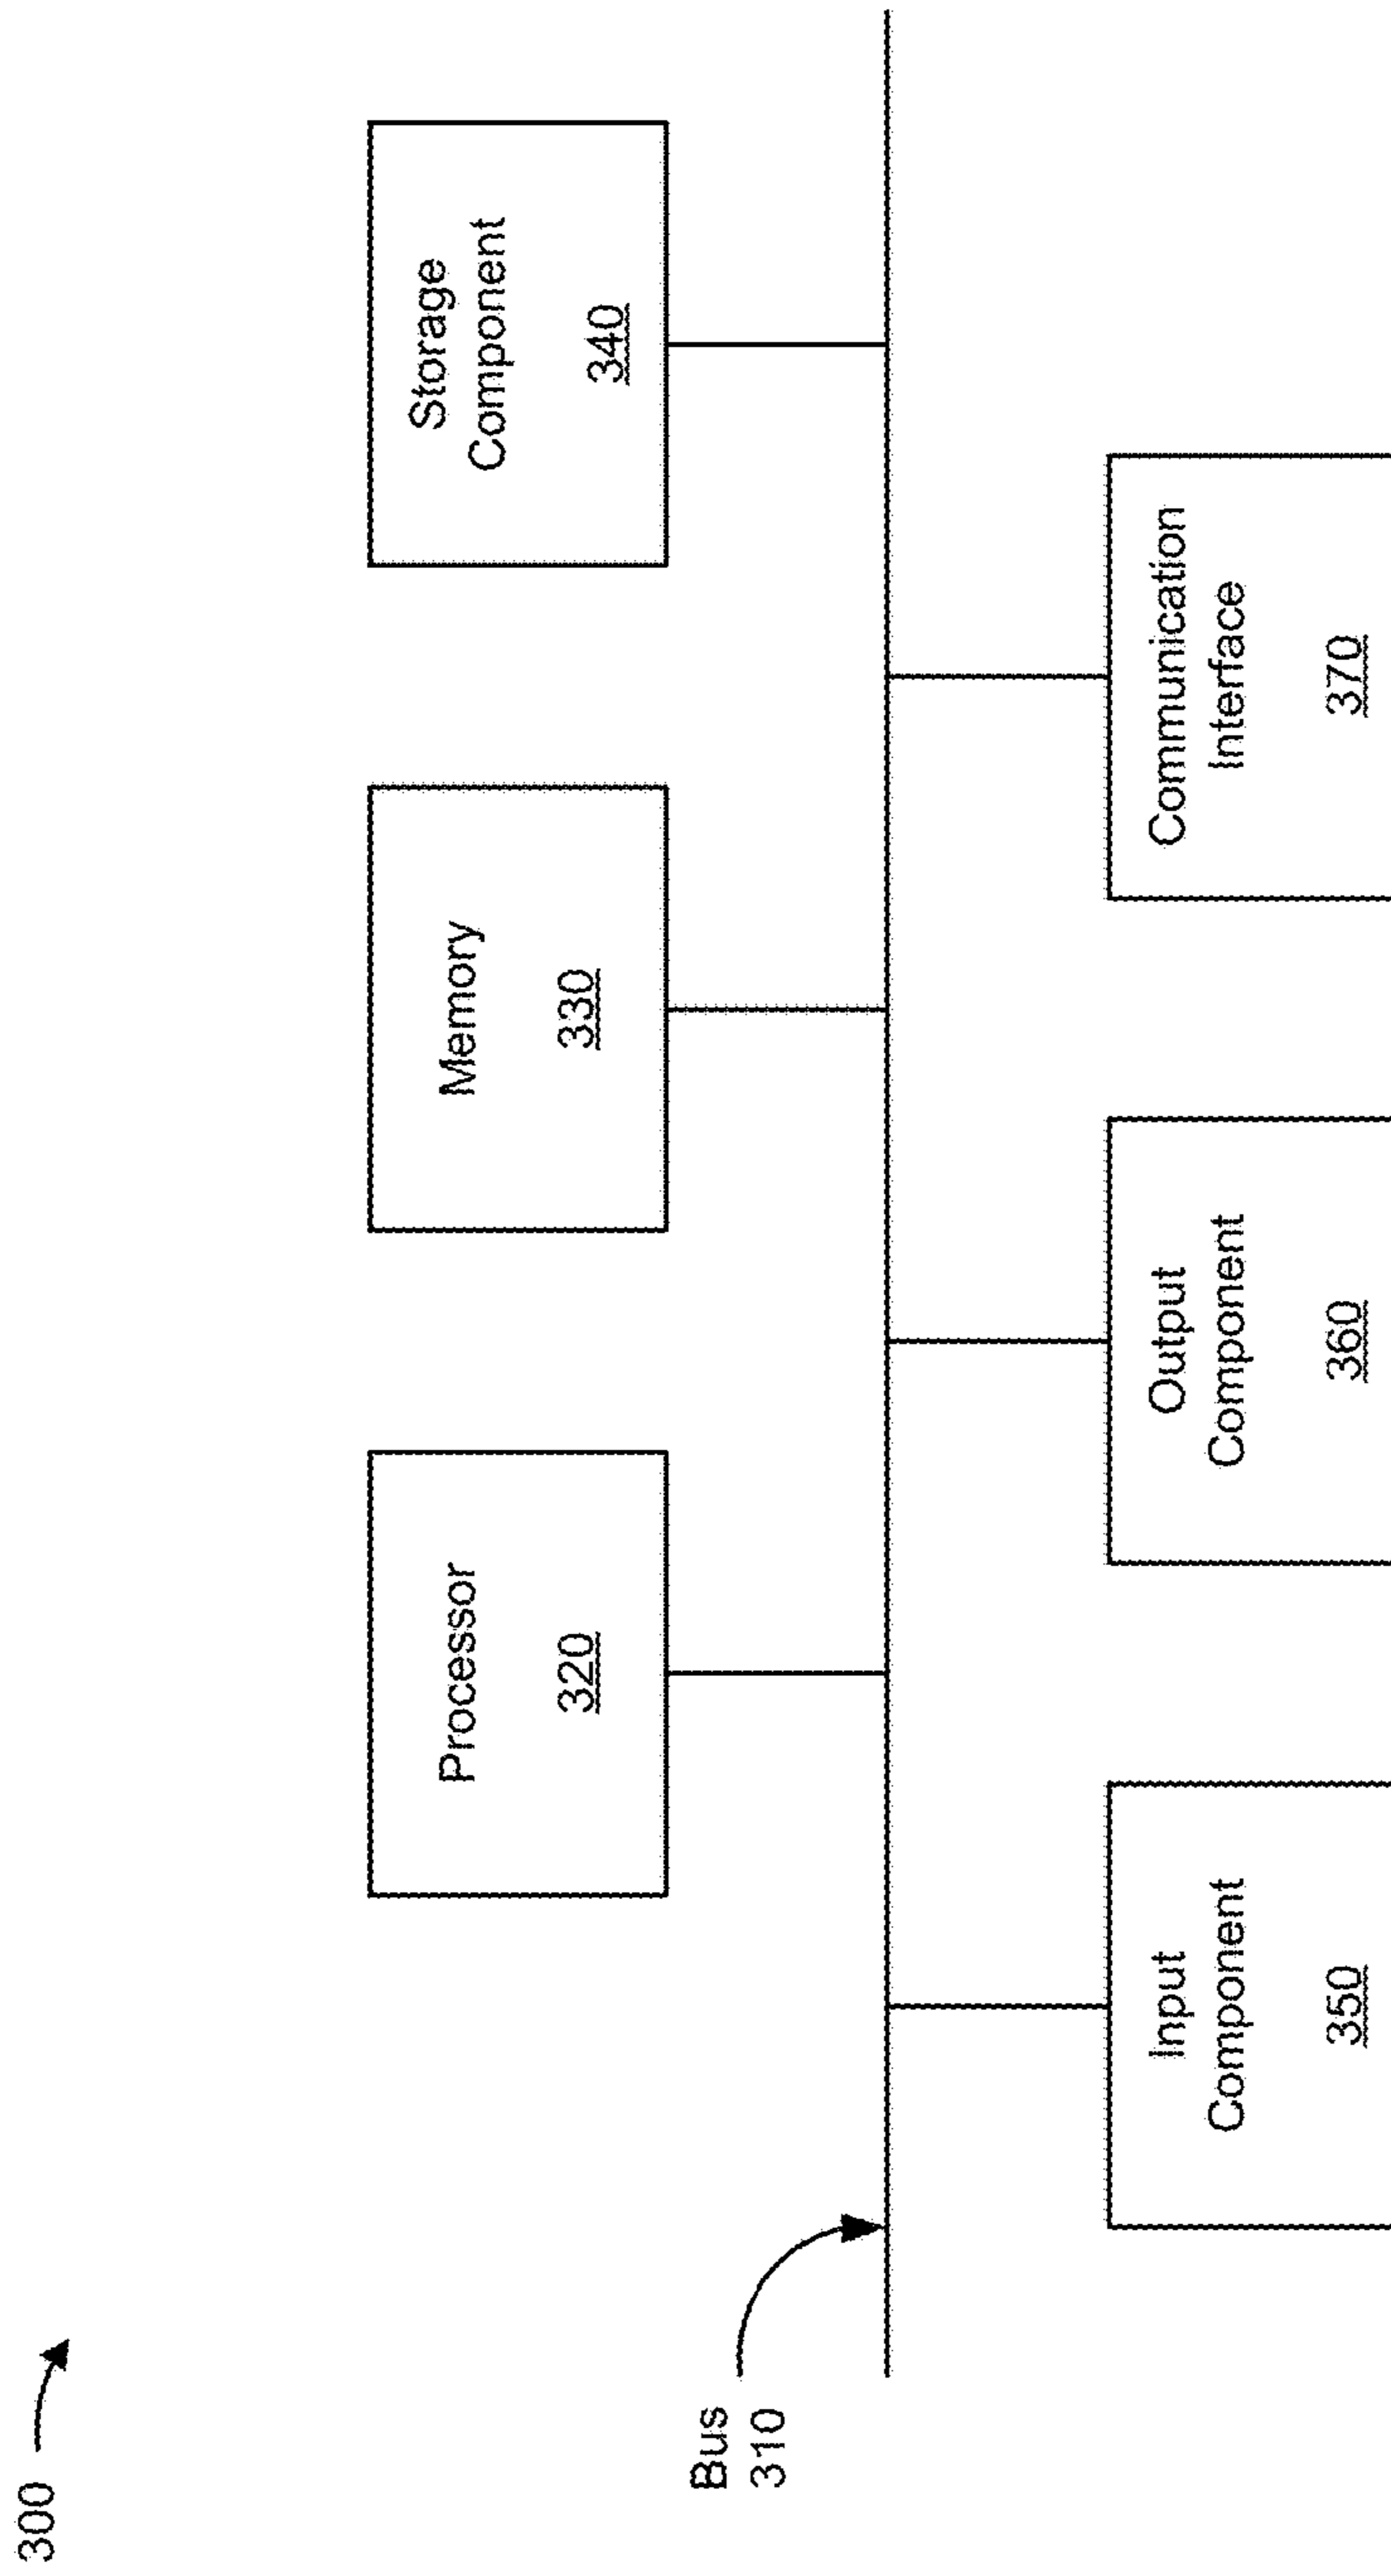 300
Processor
320
Memory
330
Storage
Component
340
Bus
310
Input
Component
350
Output
Component
360
Communication
Interface
370